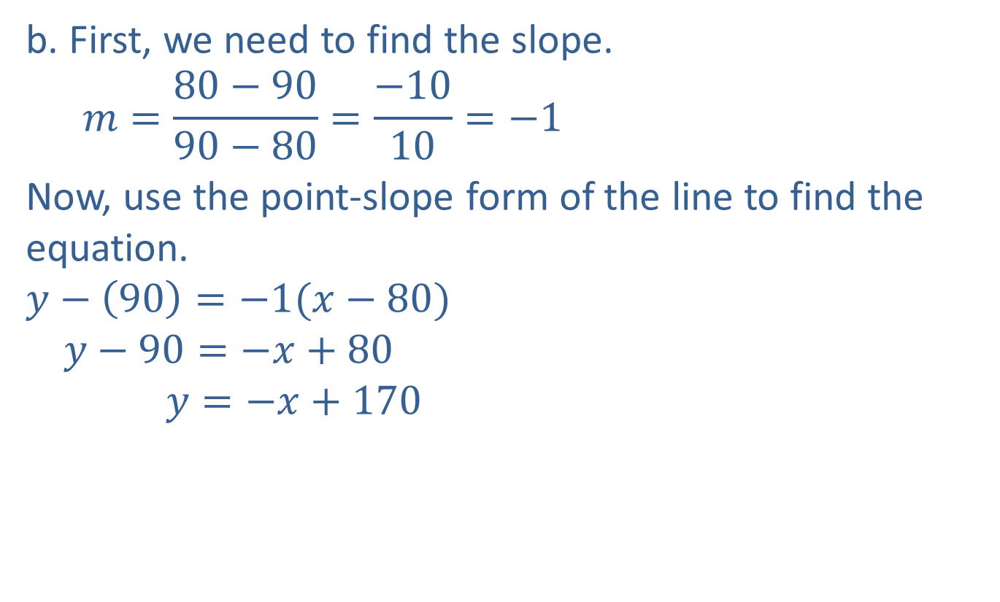 b. First, we need to find the slope.
m = \frac{80 − 90}{90 − 80} = \frac{−10}{10} = −1
Now, use the point-slope form of the line to find the
equation.
y − (90) = −1(x − 80)
y − 90 = −x + 80
y = −x + 170